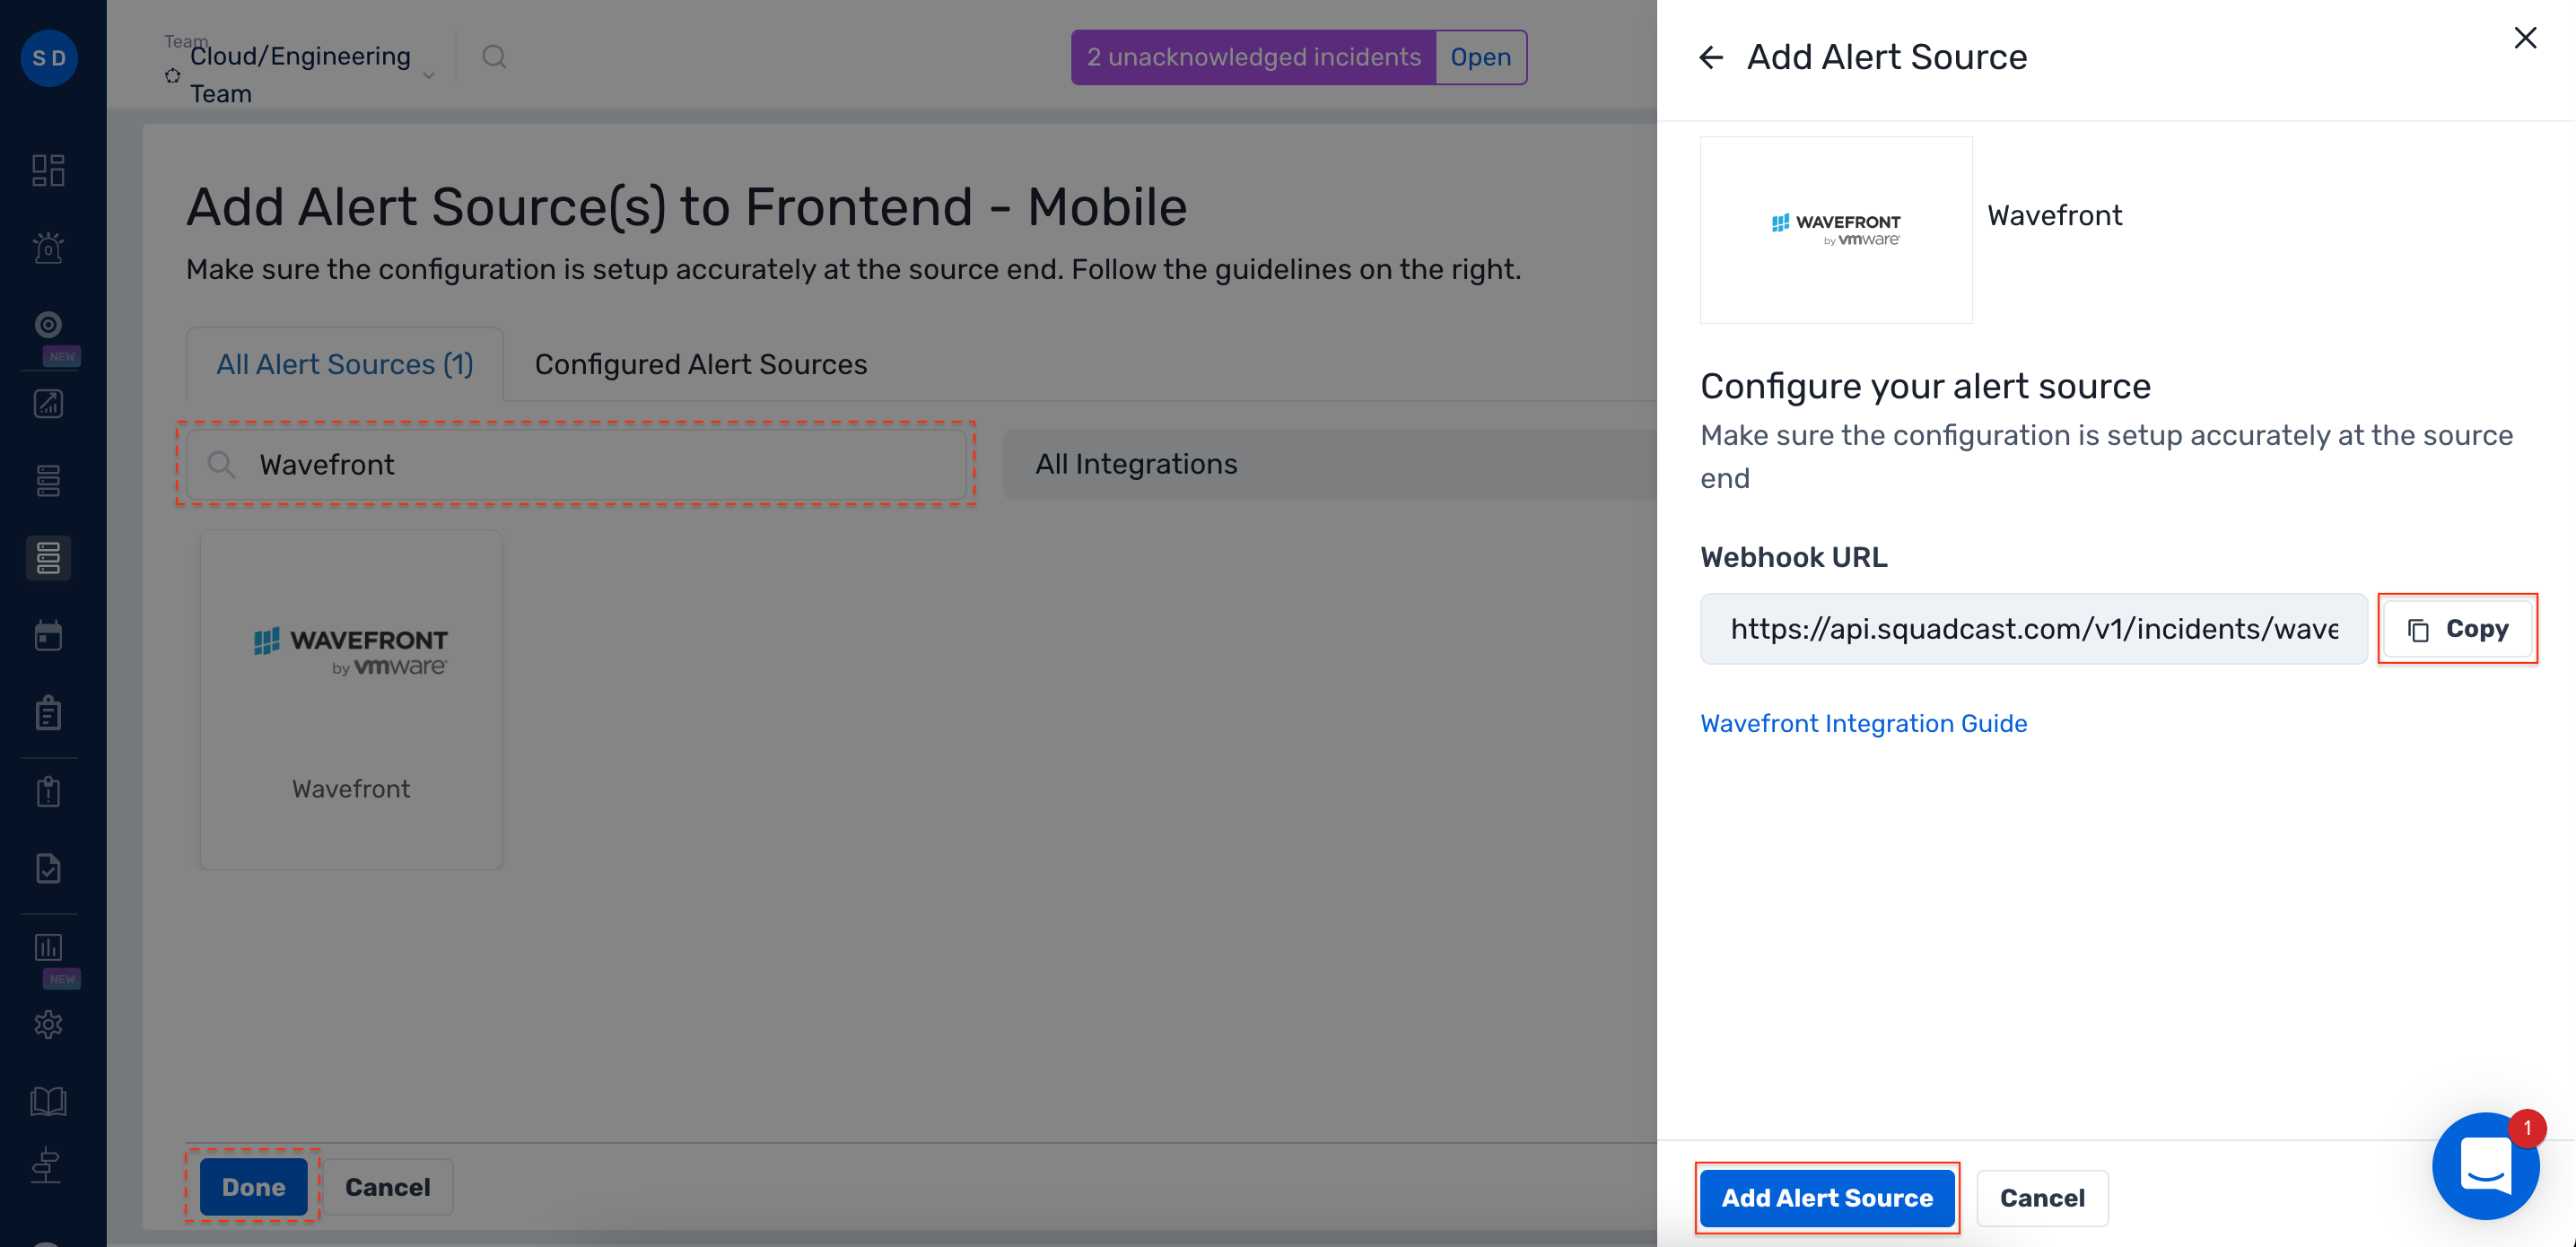 S D
Team
Cloud/Engineering
Team
2 unacknowledged incidents
Open
Add Alert Source(s) to Frontend - Mobile
Make sure the configuration is setup accurately at the source end. Follow the guidelines on the right.
All Alert Sources (1)
Configured Alert Sources
Wavefront
All Integrations
WAVEFRONT
by vmware
Wavefront
Done
Cancel
0
NEW
NEW
Add Alert Source
WAVEFRONT
by vmware
Wavefront
Configure your alert source
Make sure the configuration is setup accurately at the source
end
Webhook URL
https://api.squadcast.com/v1/incidents/wave
Copy
Wavefront Integration Guide
1
Add Alert Source
Cancel